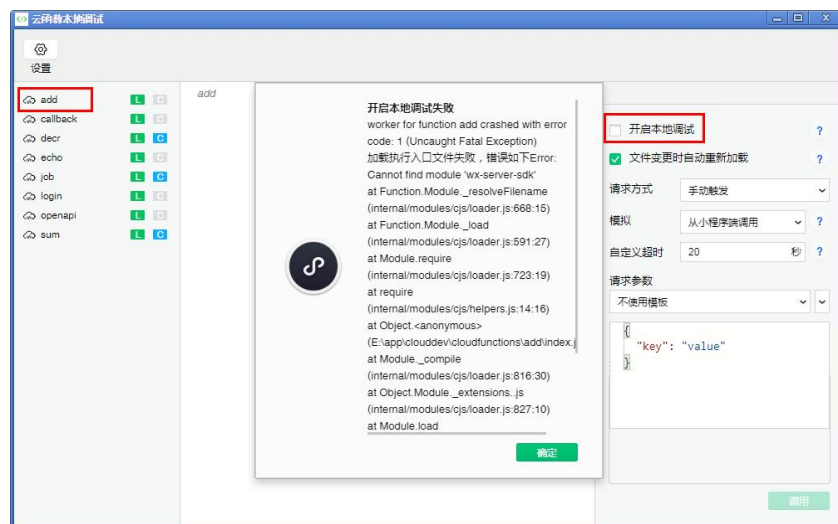 云函数本地调试
设置
add
callback
decr
echo
job
login
openapi
sum
L C
L C
L C
L C
L C
L C
L C
L C
add
开启本地调试失败
worker for function add crashed with error
code: 1 (Uncaught Fatal Exception)
加载执行入口文件失败，错误如下Error:
Cannot find module 'wx-server-sdk'
at Function.Module._resolveFilename
(internal/modules/cjs/loader.js:668:15)
at Function.Module._load
(internal/modules/cjs/loader.js:591:27)
at Module.require
(internal/modules/cjs/loader.js:723:19)
at require
(internal/modules/cjs/helpers.js:14:16)
at Object.<anonymous>
(E:\app\clouddev\cloudfunctions\add\index.j
at Module._compile
(internal/modules/cjs/loader.js:816:30)
at Object.Module._extensions..js
(internal/modules/cjs/loader.js:827:10)
at Module.load
确定
开启本地调试 ?
文件变更时自动重新加载 ?
请求方式 手动触发
模拟 从小程序端调用 ?
自定义超时 20 秒 ?
请求参数
不使用模板
{
"key": "value"
}
调用